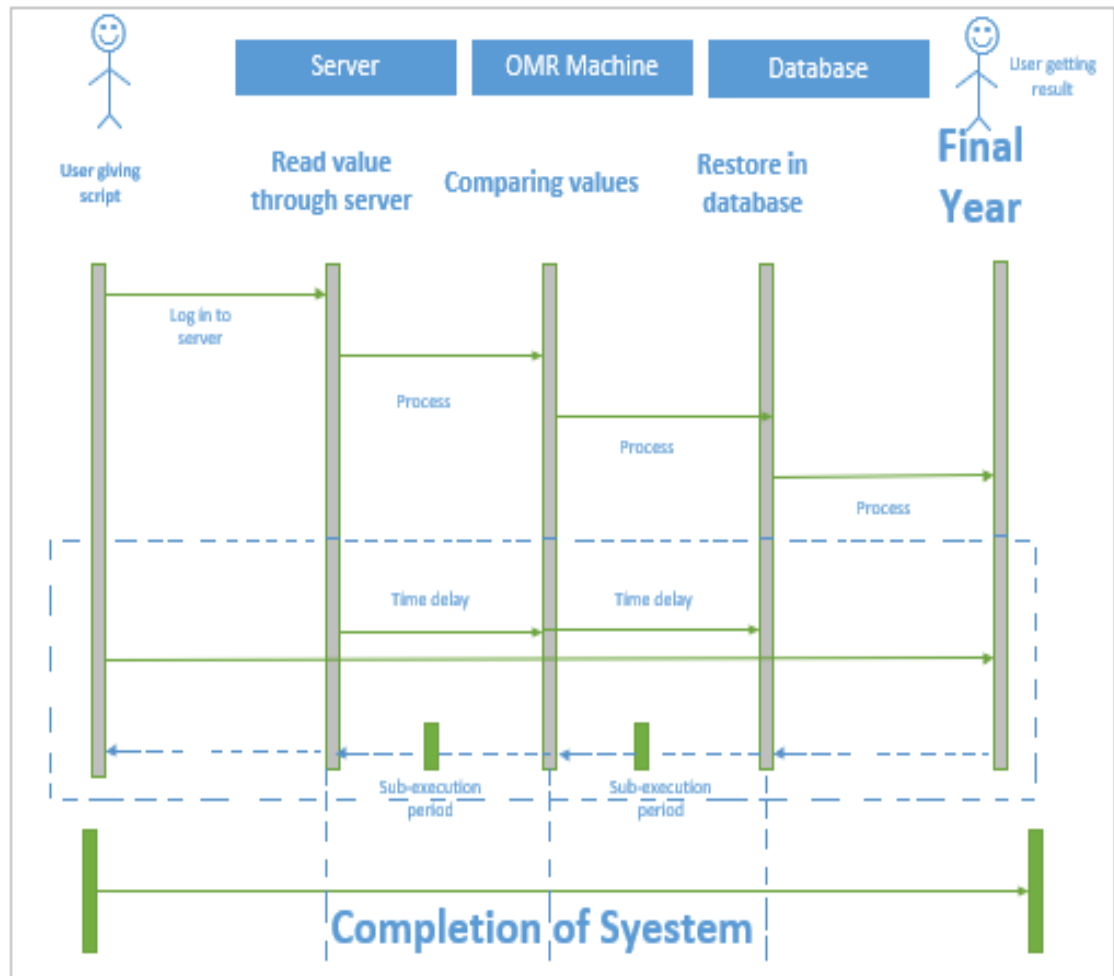 Server
OMR Machine
Database
User getting
result
User giving
script
Read value
through server
Comparing values
Restore in
database
Final
Year
Log in to
server
Process
Process
Process
Time delay
Time delay
Sub-execution
period
Sub-execution
period
Completion of Syestem